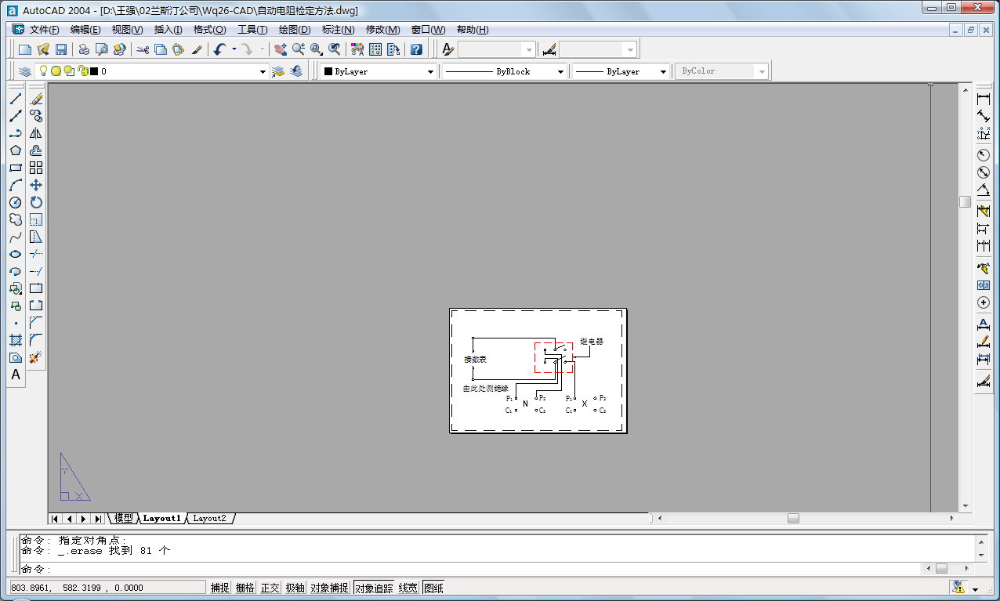 AutoCAD 2004 - [D:\王强\02兰斯汀公司\Wq26-CAD\自动电阻检定方法.dwg]
文件(F) 编辑(E) 视图(V) 插入(I) 格式(O) 工具(T) 绘图(D) 标注(N) 修改(M) 窗口(W) 帮助(H)
0 ByLayer ByBlock ByLayer ByColor
继电器
接数表
由此处测绝缘
P1 N P2 P1 X P2
C1 C2 C1 C2
Y
X
模型 Layout1 Layout2
命令: 指定对角点:
命令: _.erase 找到 81 个
命令:
803.8961, 582.3199 , 0.0000 捕捉 栅格 正交 极轴 对象捕捉 对象追踪 线宽 图纸